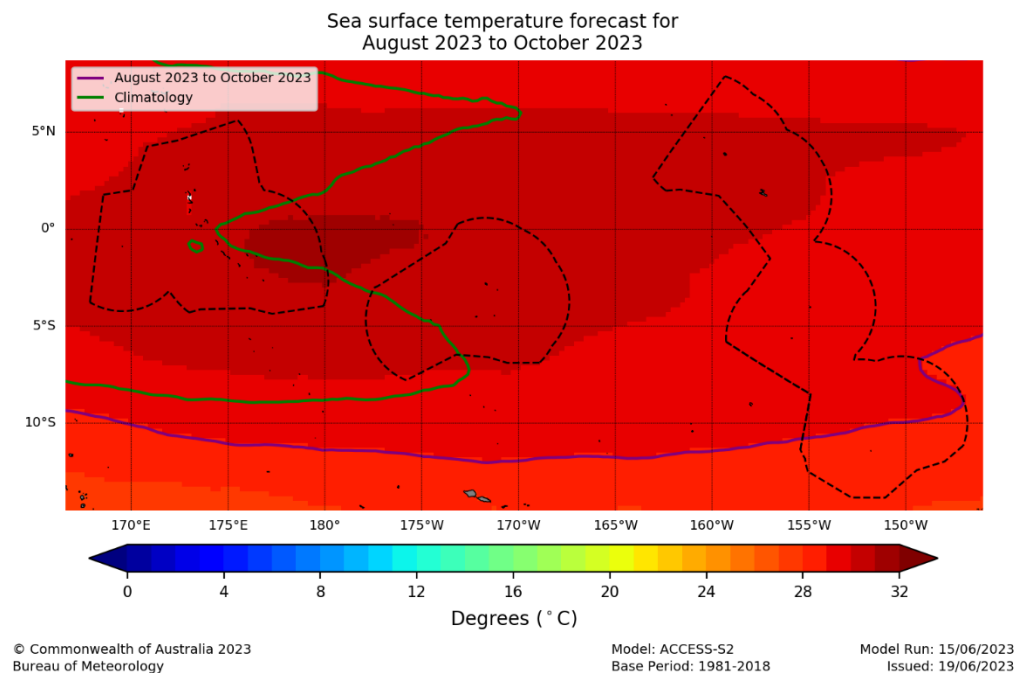 Sea surface temperature forecast for
August 2023 to October 2023
August 2023 to October 2023
Climatology
5°N
0°
5°S
10°S
170°E 175°E 180° 175°W 170°W 165°W 160°W 155°W 150°W
0 4 8 12 16 20 24 28 32
Degrees (°C)
© Commonwealth of Australia 2023
Bureau of Meteorology
Model: ACCESS-S2
Base Period: 1981-2018
Model Run: 15/06/2023
Issued: 19/06/2023